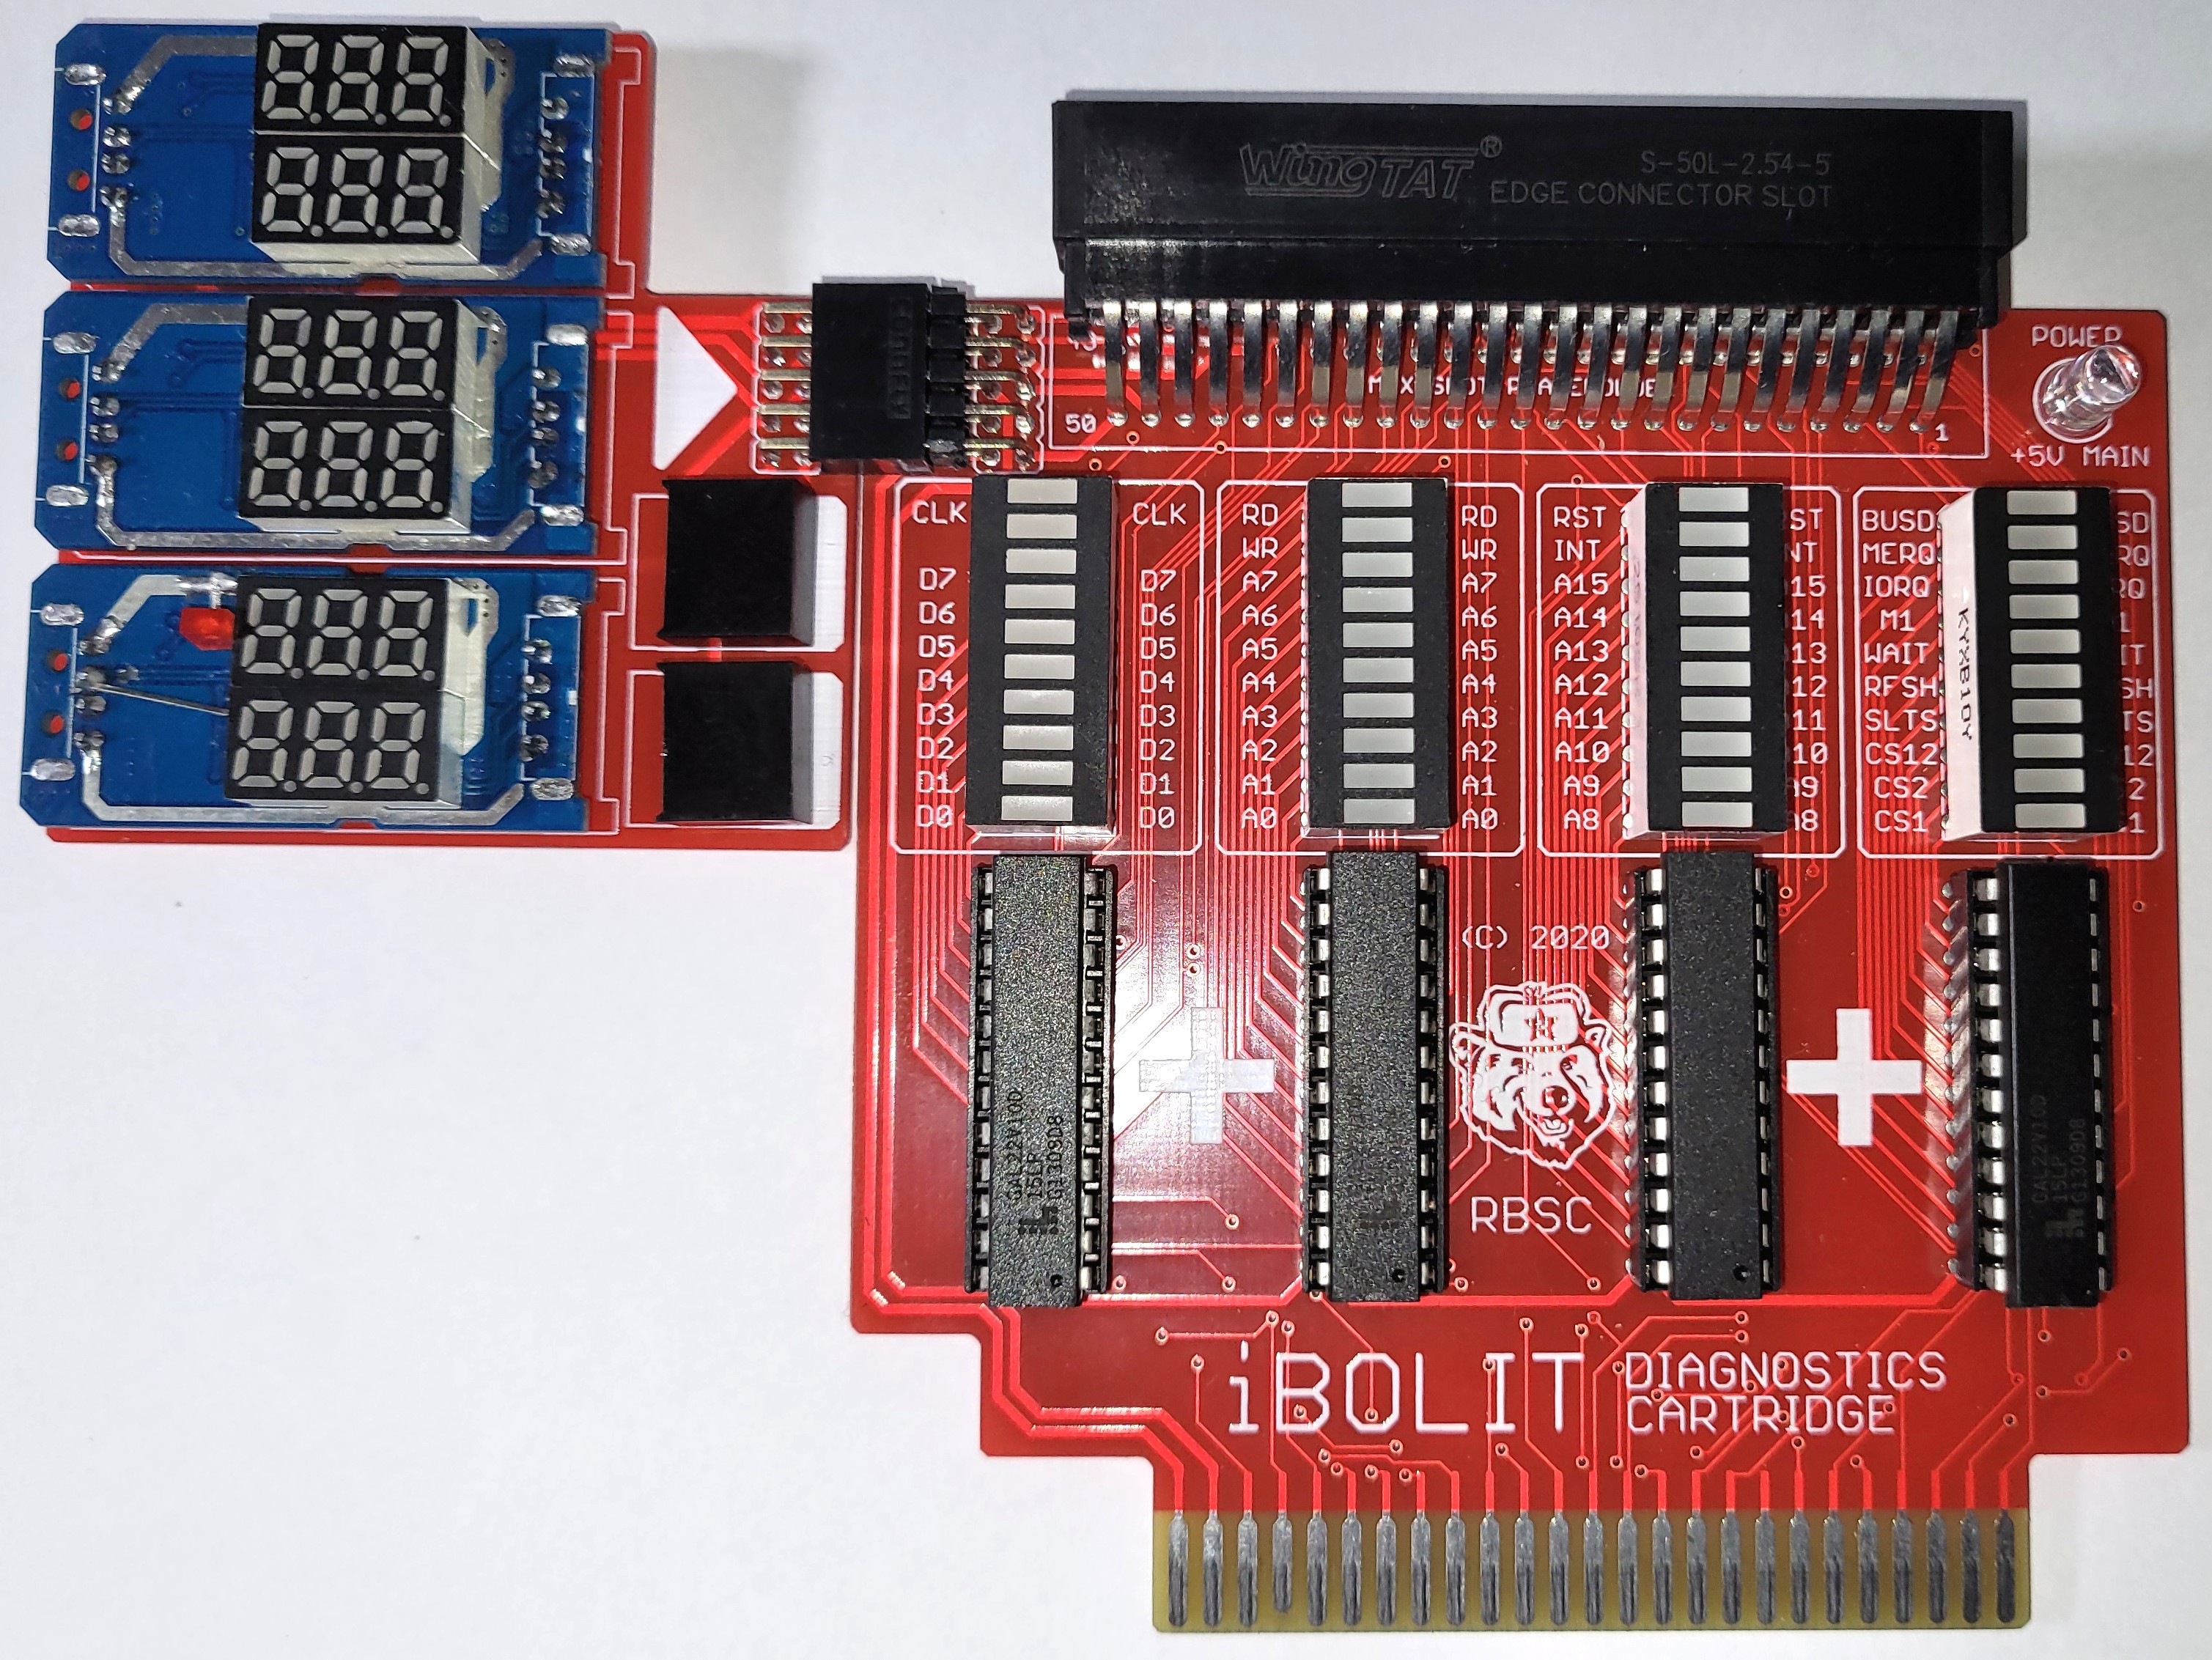 WingTAT®
S-50L-2.54-5
EDGE CONNECTOR SLOT
POWER
50
1
+5V MAIN
CLK
D7
D6
D5
D4
D3
D2
D1
D0
CLK
D7
D6
D5
D4
D3
D2
D1
D0
RD
WR
A7
A6
A5
A4
A3
A2
A1
A0
RD
WR
A7
A6
A5
A4
A3
A2
A1
A0
RST
INT
A15
A14
A13
A12
A11
A10
A9
A8
BUSD
MERQ
IORQ
M1
WAIT
RFSH
SLTS
CS12
CS2
CS1
KYXB10Y
(C) 2020
RBSC
GAL22V10D
15LP
G1309D8
GAL22V10D
15LP
G1309D8
iBOLIT
DIAGNOSTICS
CARTRIDGE